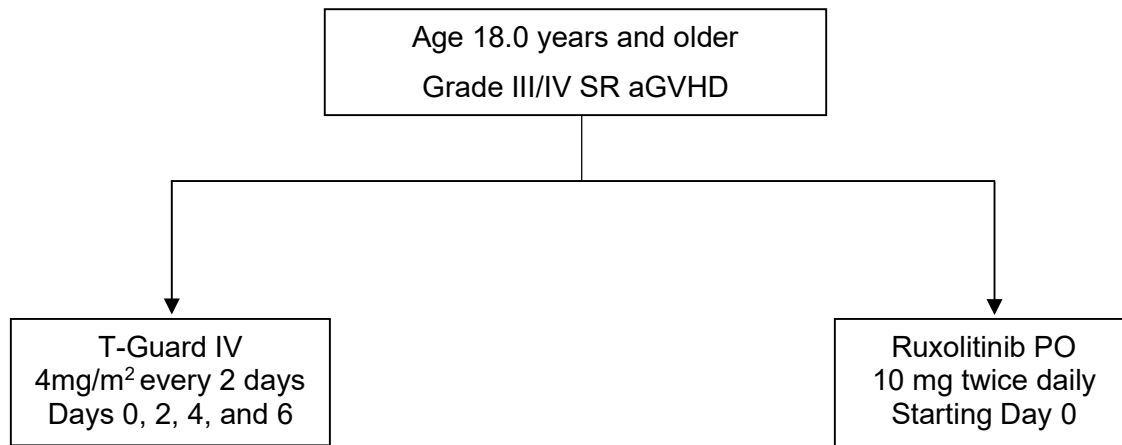 Age 18.0 years and older
Grade III/IV SR aGVHD
T-Guard IV
4mg/m² every 2 days
Days 0, 2, 4, and 6
Ruxolitinib PO
10 mg twice daily
Starting Day 0